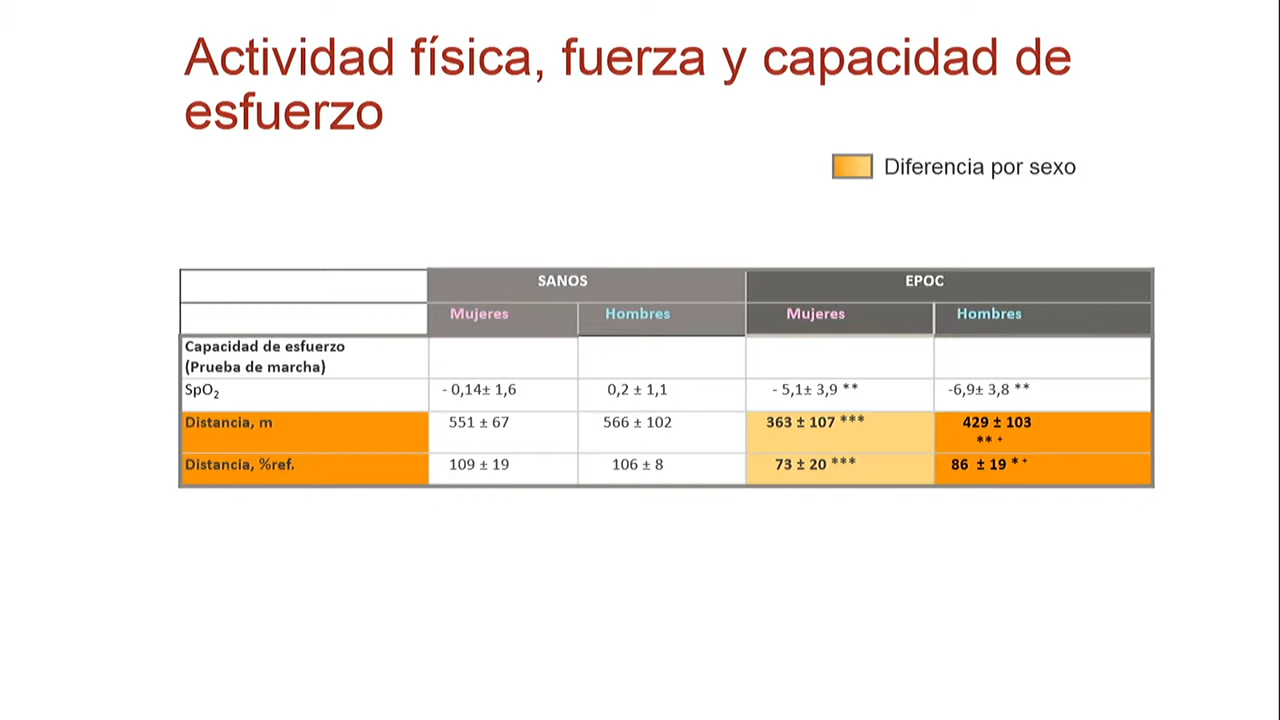 Actividad física, fuerza y capacidad de
esfuerzo
Diferencia por sexo
SANOS EPOC
Mujeres Hombres Mujeres Hombres
Capacidad de esfuerzo
(Prueba de marcha)
SpO₂ - 0,14± 1,6 0,2 ± 1,1 - 5,1± 3,9 ** -6,9± 3,8 **
Distancia, m 551 ± 67 566 ± 102 363 ± 107 *** 429 ± 103
** +
Distancia, %ref. 109 ± 19 106 ± 8 73 ± 20 *** 86 ± 19 * +